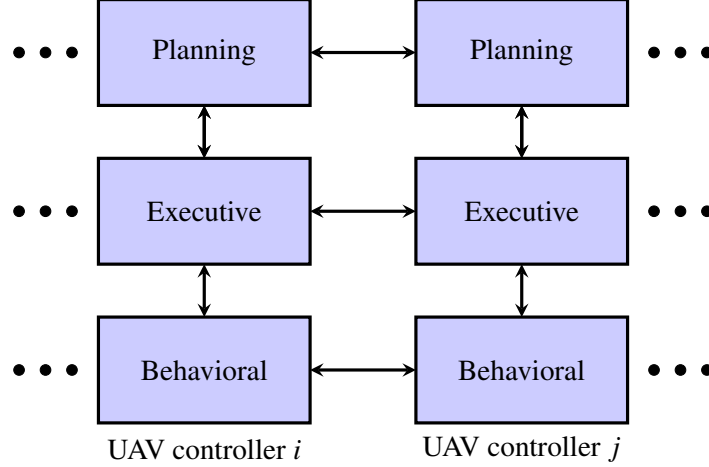 Planning
Planning
Executive
Executive
Behavioral
Behavioral
UAV controller i
UAV controller j